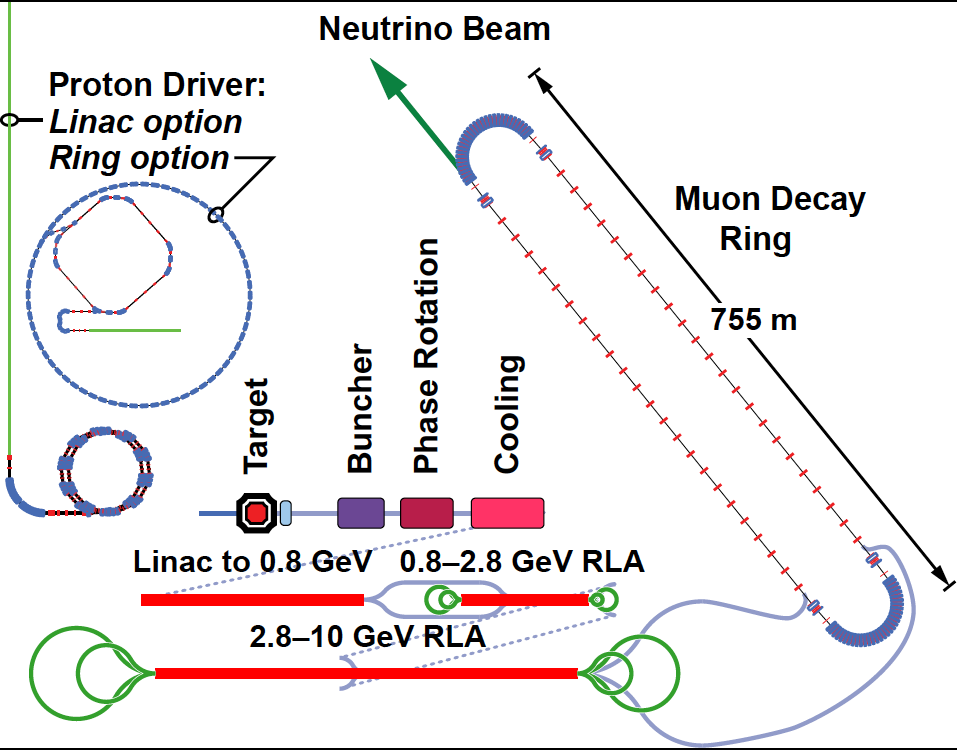 Neutrino Beam
Proton Driver:
Linac option
Ring option
Muon Decay
Ring
755 m
Target
Buncher
Phase Rotation
Cooling
Linac to 0.8 GeV
0.8–2.8 GeV RLA
2.8–10 GeV RLA